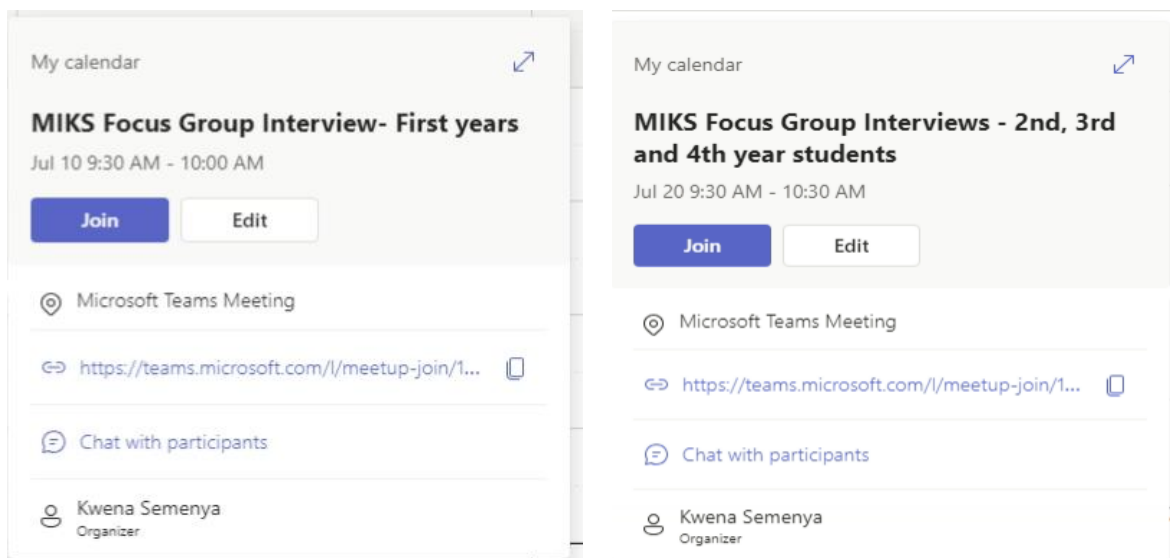 My calendar
MIKS Focus Group Interview- First years
Jul 10 9:30 AM - 10:00 AM
Join Edit
Microsoft Teams Meeting
https://teams.microsoft.com/l/meetup-join/1...
Chat with participants
Kwena Semenya
Organizer
My calendar
MIKS Focus Group Interviews - 2nd, 3rd
and 4th year students
Jul 20 9:30 AM - 10:30 AM
Join Edit
Microsoft Teams Meeting
https://teams.microsoft.com/l/meetup-join/1...
Chat with participants
Kwena Semenya
Organizer